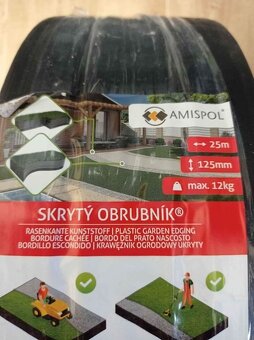 AMISPOL®
25m
125mm
max. 12kg
SKRYTÝ OBRUBNÍK®
RASENKANTE KUNSTSTOFF | PLASTIC GARDEN EDGING
BORDURE CACHÉE | BORDO DEL PRATO NASCOSTO
BORDILLO ESCONDIDO | KRAWĘŻNIK OGRODOWY UKRYTY